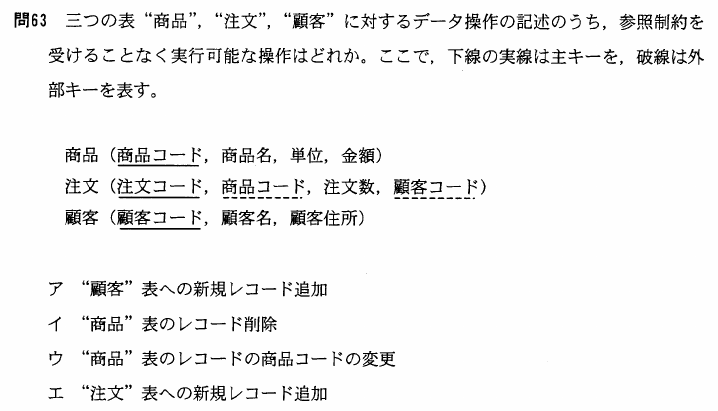 問63 三つの表“商品”，“注文”，“顧客”に対するデータ操作の記述のうち，参照制約を
受けることなく実行可能な操作はどれか。ここで，下線の実線は主キーを，破線は外
部キーを表す。
商品（商品コード，商品名，単位，金額）
注文（注文コード，商品コード，注文数，顧客コード）
顧客（顧客コード，顧客名，顧客住所）
ア “顧客”表への新規レコード追加
イ “商品”表のレコード削除
ウ “商品”表のレコードの商品コードの変更
エ “注文”表への新規レコード追加